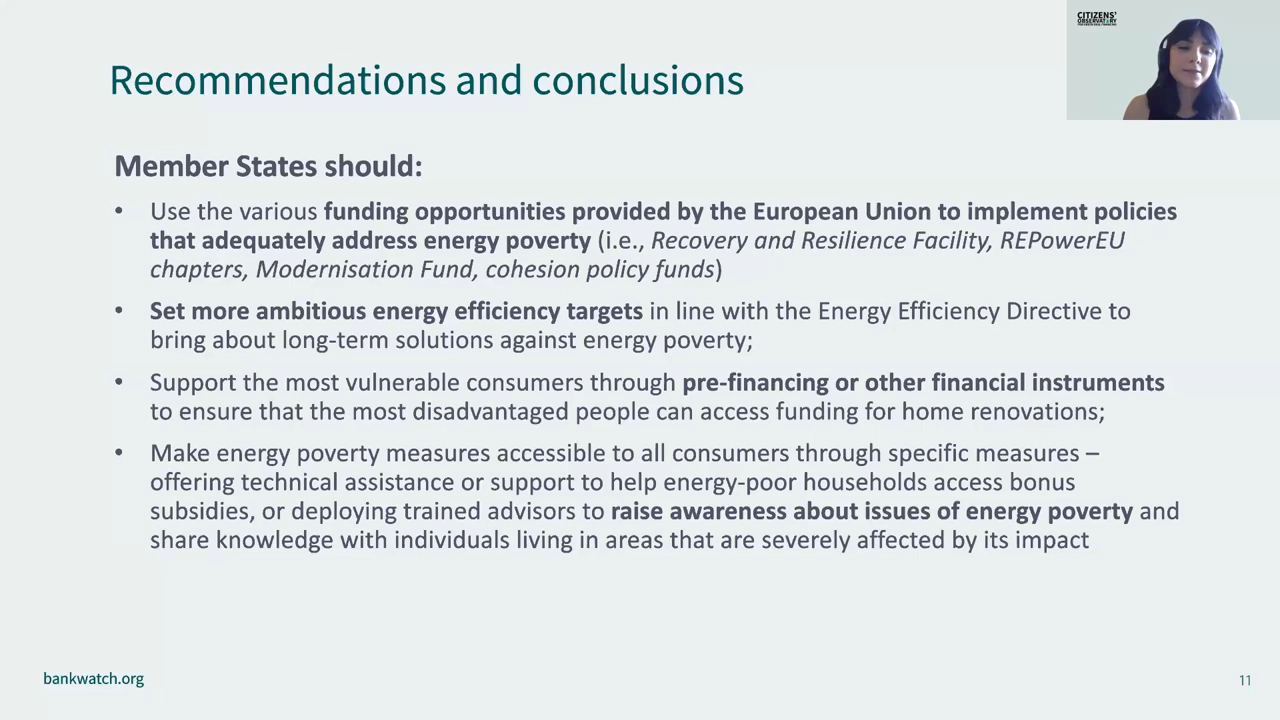 CITIZENS'
OBSERVATORY
Recommendations and conclusions
Member States should:
• Use the various funding opportunities provided by the European Union to implement policies
that adequately address energy poverty (i.e., Recovery and Resilience Facility, REPowerEU
chapters, Modernisation Fund, cohesion policy funds)
• Set more ambitious energy efficiency targets in line with the Energy Efficiency Directive to
bring about long-term solutions against energy poverty;
• Support the most vulnerable consumers through pre-financing or other financial instruments
to ensure that the most disadvantaged people can access funding for home renovations;
• Make energy poverty measures accessible to all consumers through specific measures –
offering technical assistance or support to help energy-poor households access bonus
subsidies, or deploying trained advisors to raise awareness about issues of energy poverty and
share knowledge with individuals living in areas that are severely affected by its impact
bankwatch.org
11